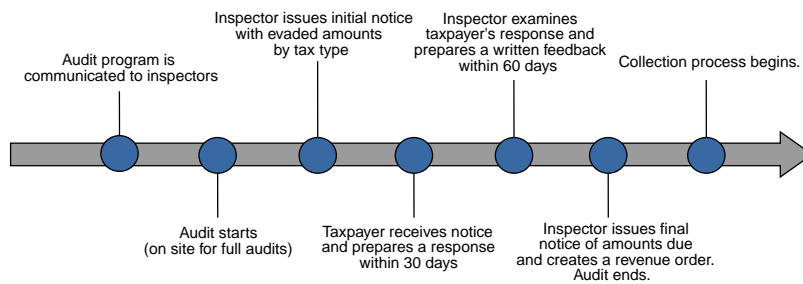 Audit program is
communicated to inspectors
Audit starts
(on site for full audits)
Inspector issues initial notice
with evaded amounts
by tax type
Taxpayer receives notice
and prepares a response
within 30 days
Inspector examines
taxpayer's response and
prepares a written feedback
within 60 days
Inspector issues final
notice of amounts due
and creates a revenue order.
Audit ends.
Collection process begins.